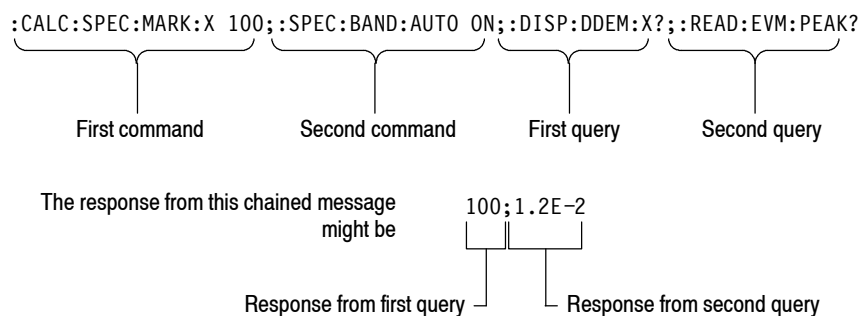 :CALC:SPEC:MARK:X 100;:SPEC:BAND:AUTO ON;:DISP:DDEM:X?;:READ:EVM:PEAK?
First command Second command First query Second query
The response from this chained message
might be
100;1.2E-2
Response from first query Response from second query